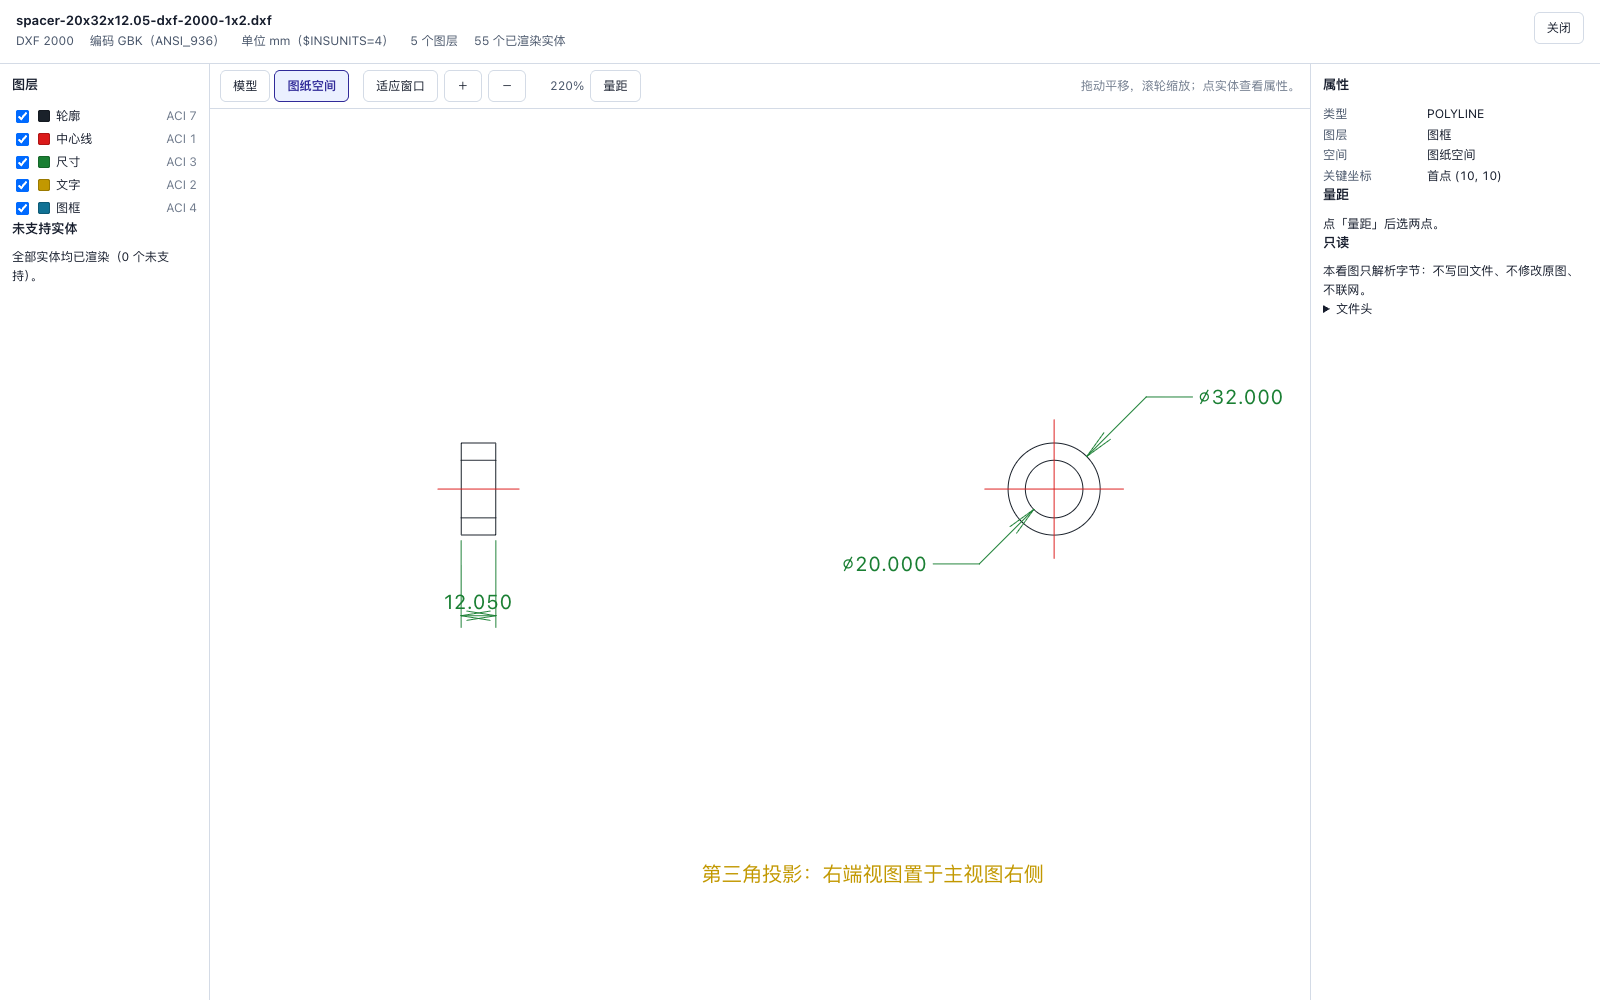 spacer-20x32x12.05-dxf-2000-1x2.dxf
DXF 2000 编码 GBK（ANSI_936） 单位 mm（$INSUNITS=4） 5 个图层 55 个已渲染实体
关闭
图层
轮廓 ACI 7
中心线 ACI 1
尺寸 ACI 3
文字 ACI 2
图框 ACI 4
未支持实体
全部实体均已渲染（0 个未支
持）。
模型 图纸空间 适应窗口 + − 220% 量距
拖动平移，滚轮缩放；点实体查看属性。
⌀32.000
⌀20.000
12.050
第三角投影：右端视图置于主视图右侧
属性
类型 POLYLINE
图层 图框
空间 图纸空间
关键坐标 首点 (10, 10)
量距
点「量距」后选两点。
只读
本看图只解析字节：不写回文件、不修改原图、
不联网。
▶ 文件头